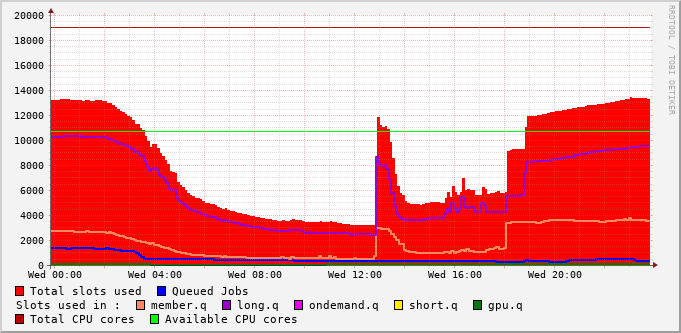 20000
18000
16000
14000
12000
10000
8000
6000
4000
2000
0
Wed 00:00 Wed 04:00 Wed 08:00 Wed 12:00 Wed 16:00 Wed 20:00
Total slots used Queued Jobs
Slots used in : member.q long.q ondemand.q short.q gpu.q
Total CPU cores Available CPU cores
RRDTOOL / TOBI OETIKER